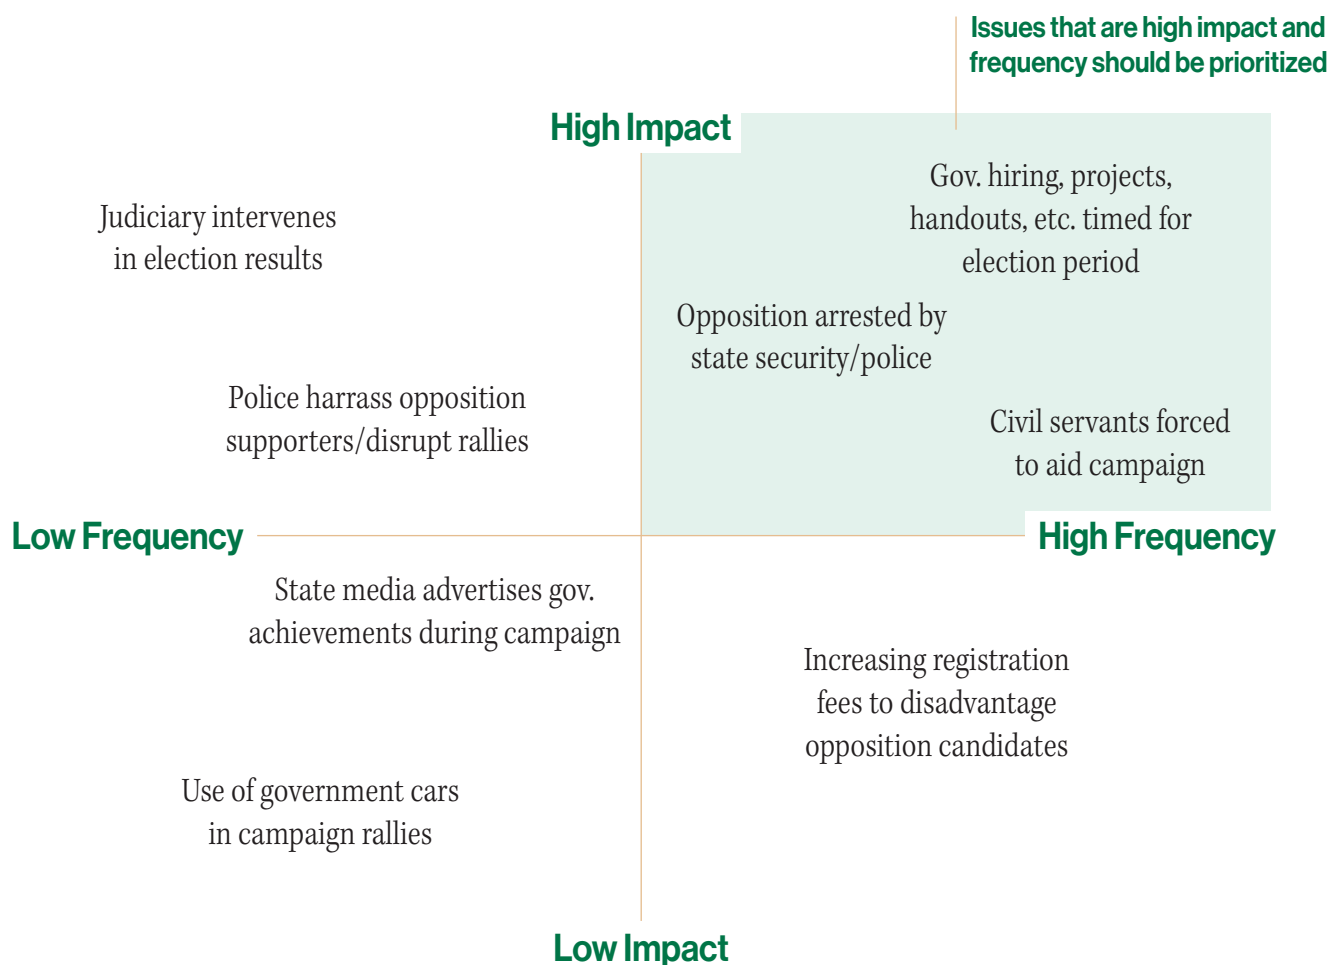 Issues that are high impact and
frequency should be prioritized
High Impact
Gov. hiring, projects,
handouts, etc. timed for
election period
Judiciary intervenes
in election results
Opposition arrested by
state security/police
Police harrass opposition
supporters/disrupt rallies
Civil servants forced
to aid campaign
Low Frequency
High Frequency
State media advertises gov.
achievements during campaign
Increasing registration
fees to disadvantage
opposition candidates
Use of government cars
in campaign rallies
Low Impact